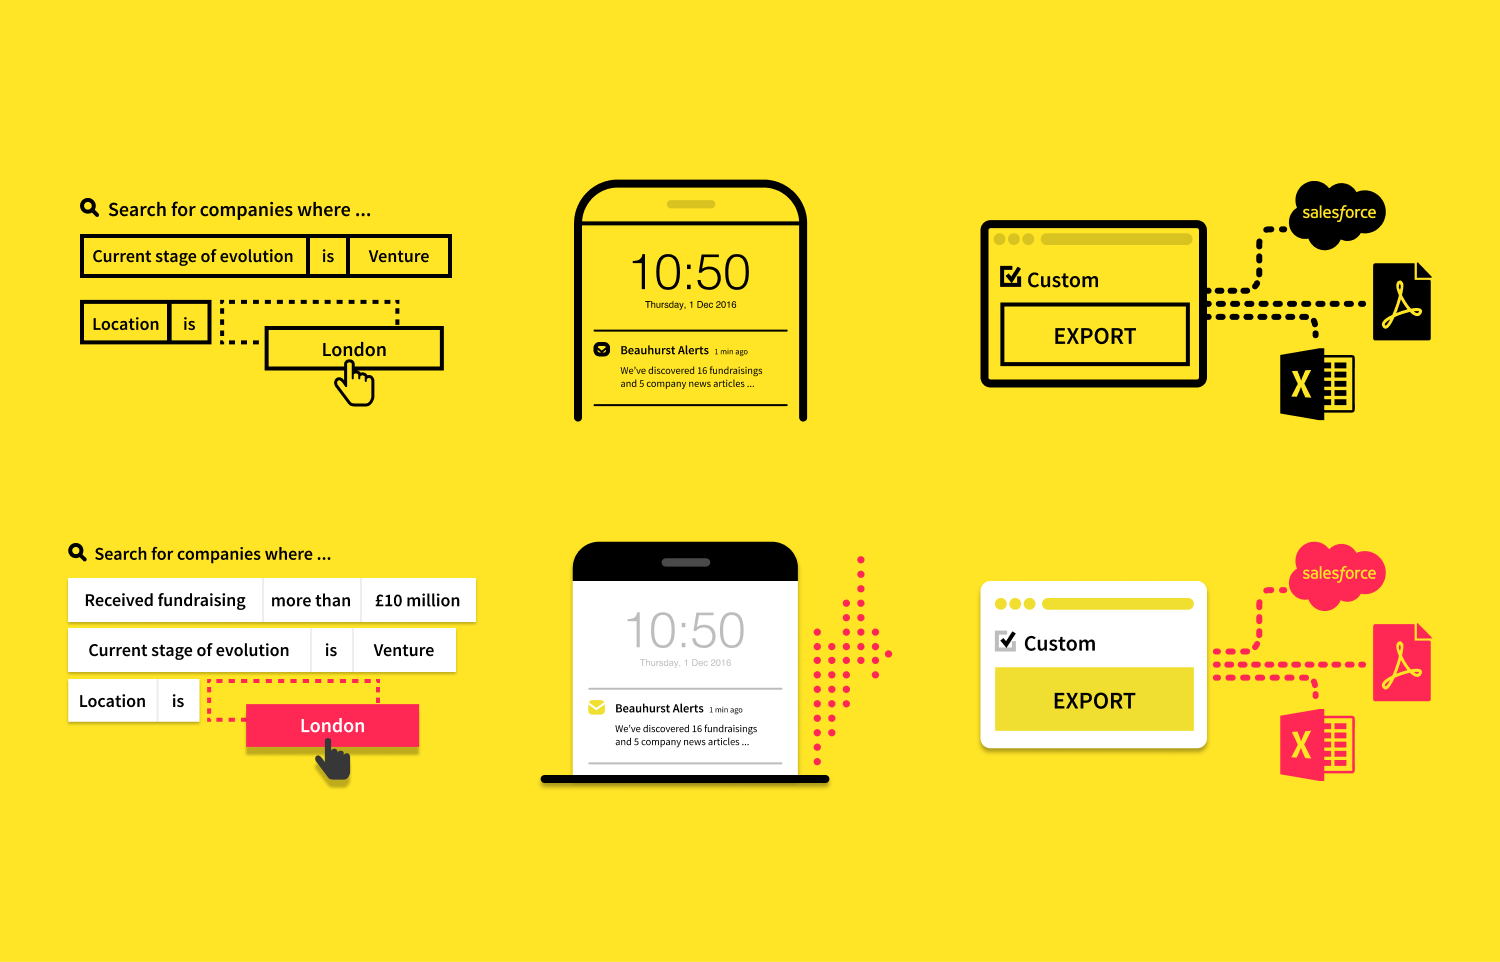 Search for companies where ...
Current stage of evolution is Venture
Location is
London
10:50
Thursday, 1 Dec 2016
Beauhurst Alerts 1 min ago
We've discovered 16 fundraisings
and 5 company news articles ...
salesforce
Custom
EXPORT
X
Search for companies where ...
Received fundraising more than £10 million
Current stage of evolution is Venture
Location is
London
10:50
Thursday, 1 Dec 2016
Beauhurst Alerts 1 min ago
We've discovered 16 fundraisings
and 5 company news articles ...
salesforce
Custom
EXPORT
X